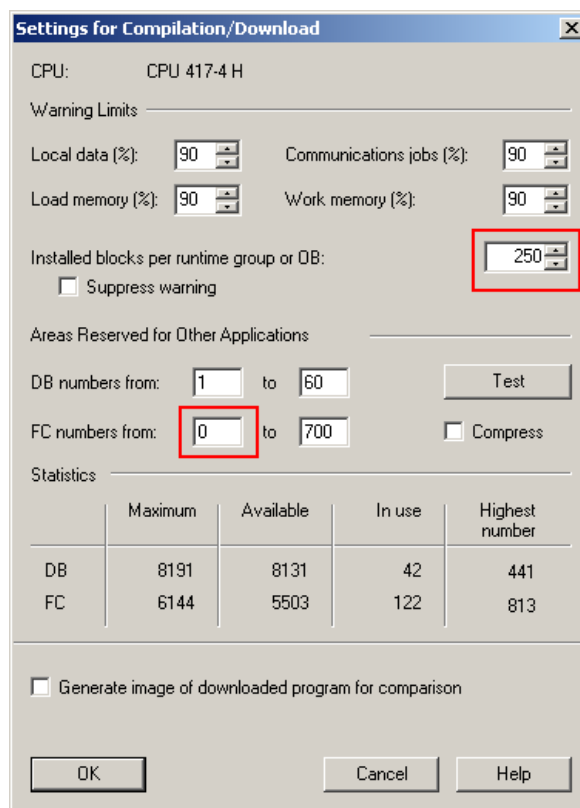 Settings for Compilation/Download
CPU: CPU 417-4 H
Warning Limits
Local data (%): 90 Communications jobs (%): 90
Load memory (%): 90 Work memory (%): 90
Installed blocks per runtime group or OB: 250
Suppress warning
Areas Reserved for Other Applications
DB numbers from: 1 to 60 Test
FC numbers from: 0 to 700 Compress
Statistics
Maximum Available In use Highest number
DB 8191 8131 42 441
FC 6144 5503 122 813
Generate image of downloaded program for comparison
OK Cancel Help